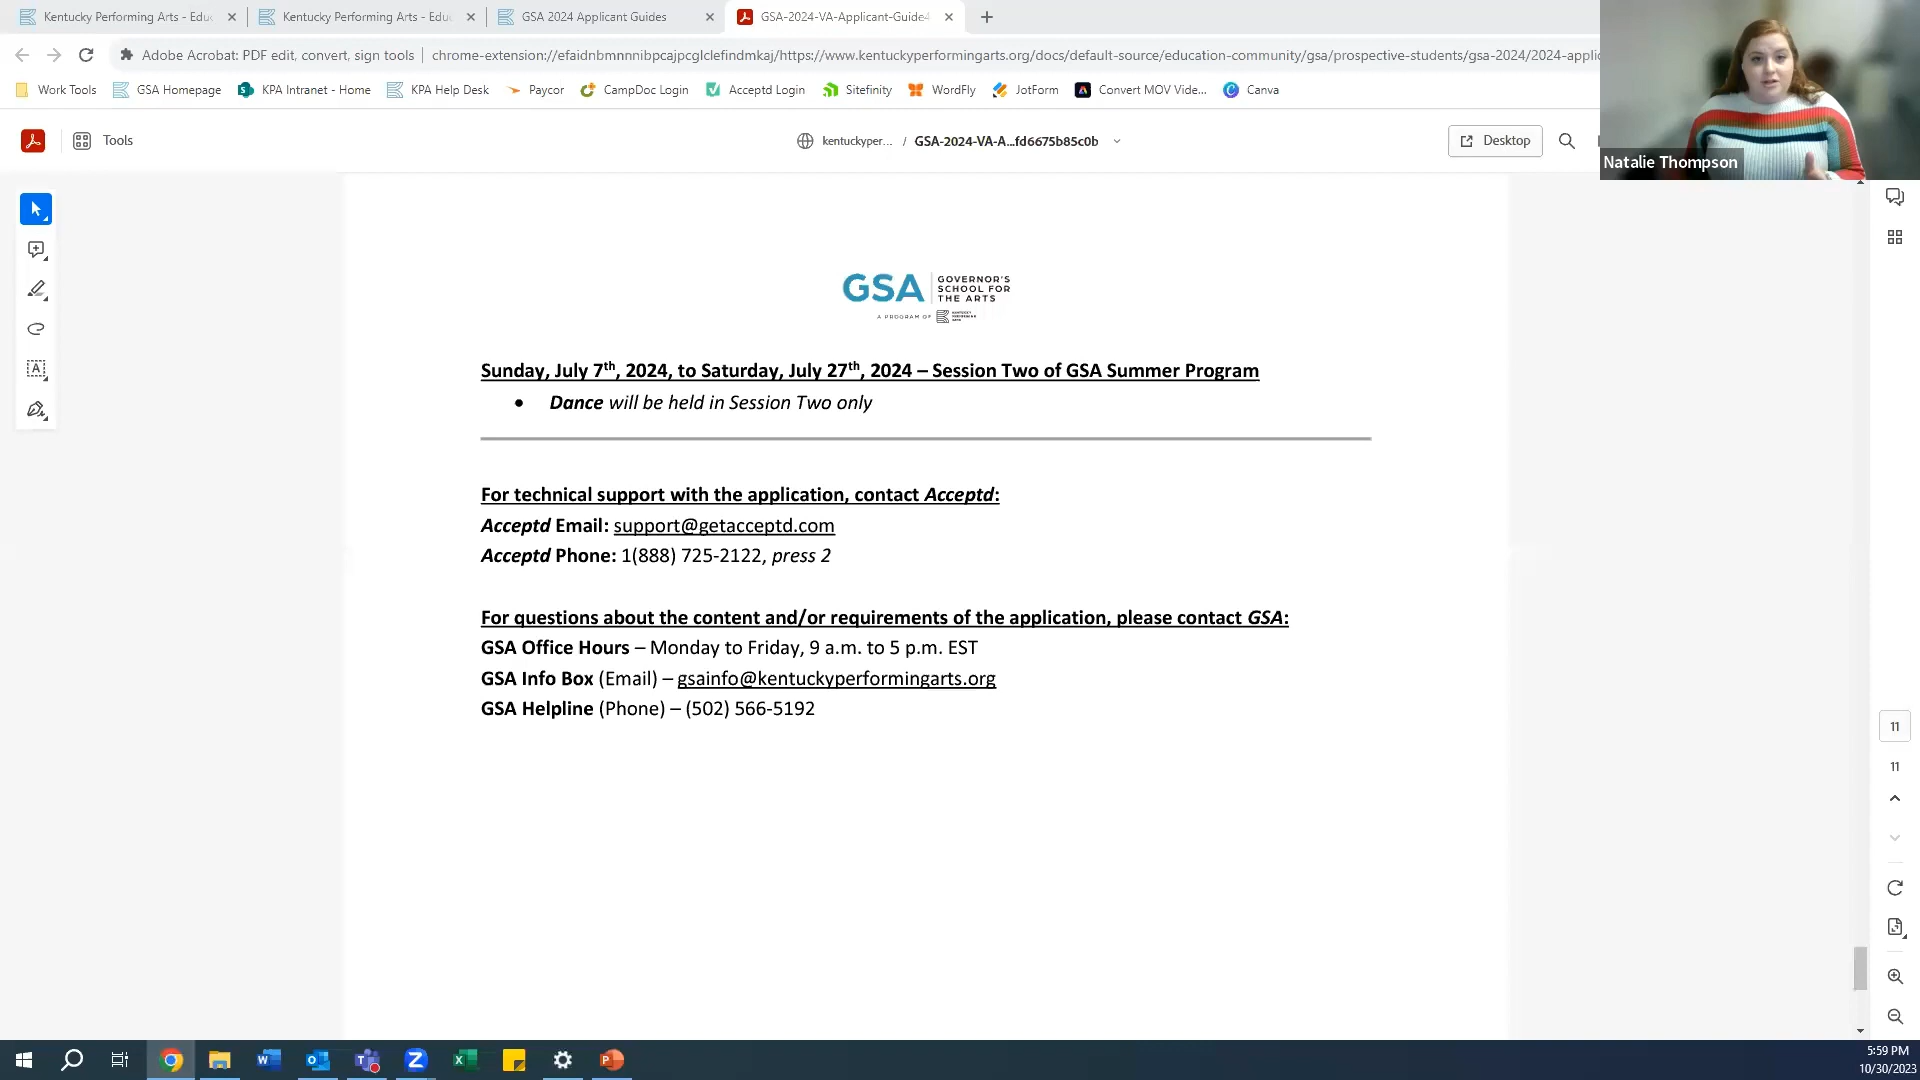 Kentucky Performing Arts - Educ
Kentucky Performing Arts - Educ
GSA 2024 Applicant Guides
GSA-2024-VA-Applicant-Guide4
Adobe Acrobat: PDF edit, convert, sign tools
chrome-extension://efaidnbmnnnibpcajpcglclefindmkaj/https://www.kentuckyperformingarts.org/docs/default-source/education-community/gsa/prospective-students/gsa-2024/2024-applic
Work Tools
GSA Homepage
KPA Intranet - Home
KPA Help Desk
Paycor
CampDoc Login
Acceptd Login
Sitefinity
WordFly
JotForm
Convert MOV Vide...
Canva
Tools
kentuckyper... / GSA-2024-VA-A...fd6675b85c0b
Desktop
Natalie Thompson
GSA
GOVERNOR'S
SCHOOL FOR
THE ARTS
A PROGRAM OF
KENTUCKY
PERFORMING
ARTS
Sunday, July 7th, 2024, to Saturday, July 27th, 2024 – Session Two of GSA Summer Program
• Dance will be held in Session Two only
For technical support with the application, contact Acceptd:
Acceptd Email: support@getacceptd.com
Acceptd Phone: 1(888) 725-2122, press 2
For questions about the content and/or requirements of the application, please contact GSA:
GSA Office Hours – Monday to Friday, 9 a.m. to 5 p.m. EST
GSA Info Box (Email) – gsainfo@kentuckyperformingarts.org
GSA Helpline (Phone) – (502) 566-5192
11
11
5:59 PM
10/30/2023